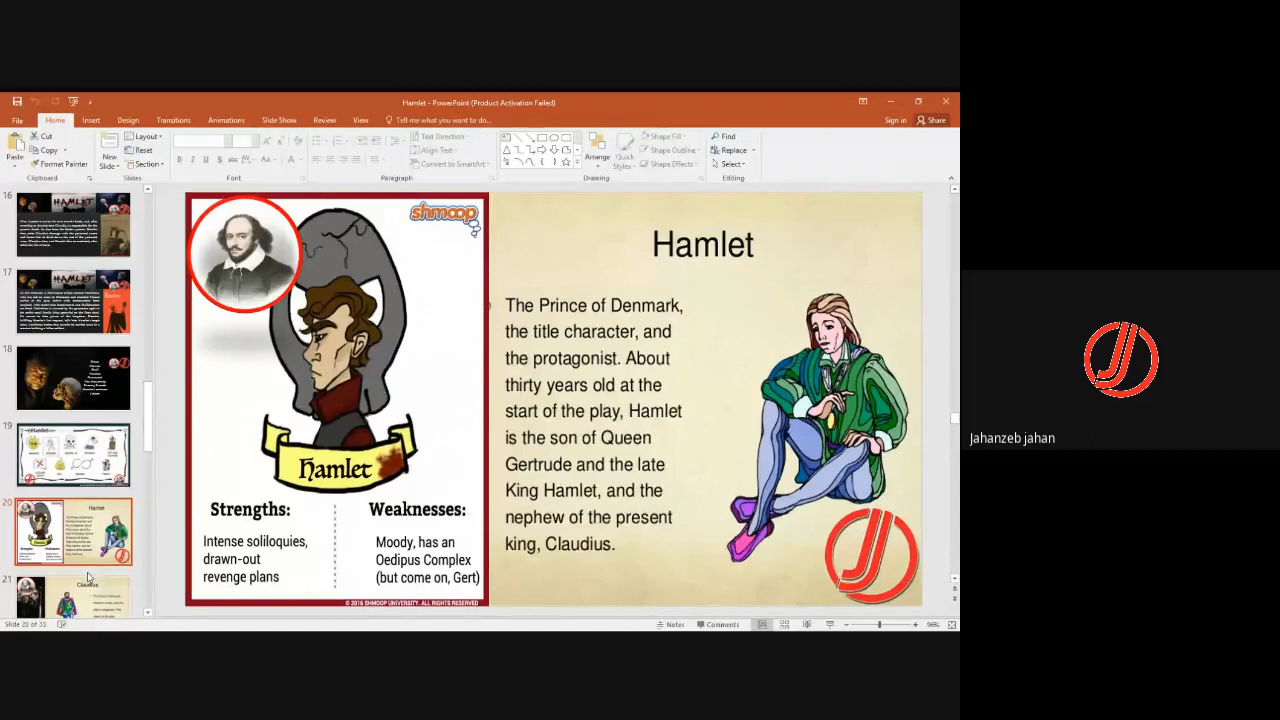 Hamlet - PowerPoint (Product Activation Failed)
File Home Insert Design Transitions Animations Slide Show Review View Tell me what you want to do... Sign in Share
Paste
Cut
Copy
Format Painter
Clipboard
New Slide
Layout
Reset
Section
Slides
Font
Text Direction
Align Text
Convert to SmartArt
Paragraph
Arrange
Quick Styles
Shape Fill
Shape Outline
Shape Effects
Drawing
Find
Replace
Select
Editing
16
HAMLET
17
HAMLET
18
19
Hamlet
20
21
Claudius
shmoop
Hamlet
Strengths:
Intense soliloquies,
drawn-out
revenge plans
Weaknesses:
Moody, has an
Oedipus Complex
(but come on, Gert)
© 2016 SHMOOP UNIVERSITY. ALL RIGHTS RESERVED
Hamlet
The Prince of Denmark,
the title character, and
the protagonist. About
thirty years old at the
start of the play, Hamlet
is the son of Queen
Gertrude and the late
King Hamlet, and the
nephew of the present
king, Claudius.
Slide 20 of 33
Notes Comments 96%
Jahanzeb jahan